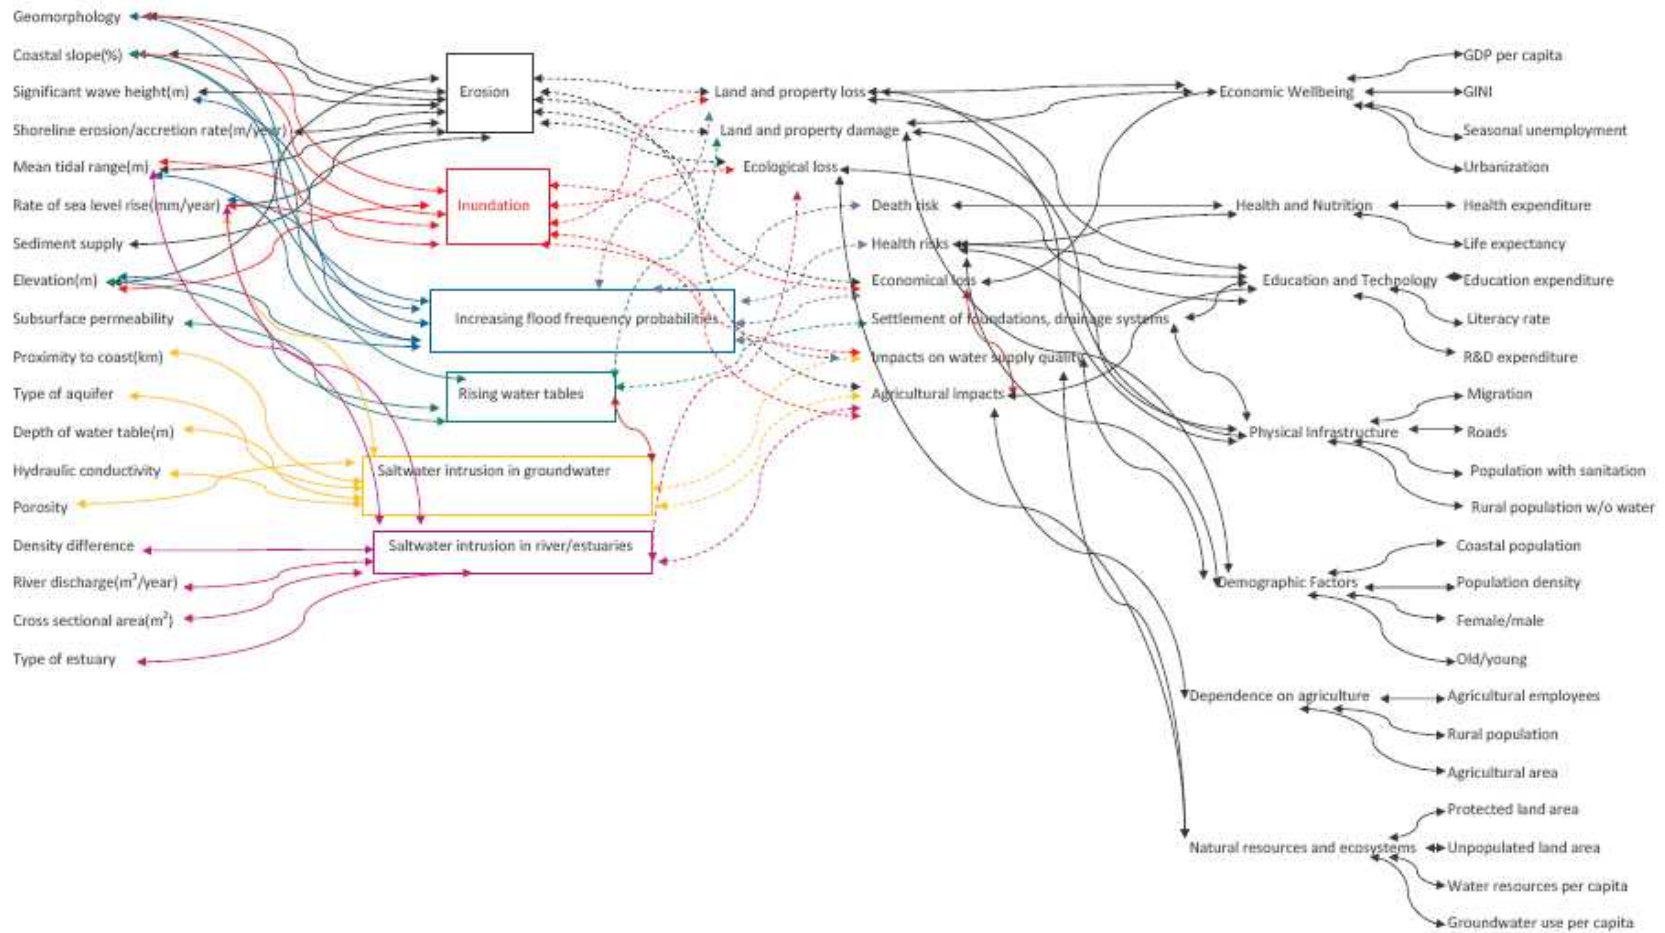 Geomorphology
Coastal slope(%)
Significant wave height(m)
Shoreline erosion/accretion rate(m/year)
Mean tidal range(m)
Rate of sea level rise(mm/year)
Sediment supply
Elevation(m)
Subsurface permeability
Proximity to coast(km)
Type of aquifer
Depth of water table(m)
Hydraulic conductivity
Porosity
Density difference
River discharge(m³/year)
Cross sectional area(m²)
Type of estuary
Erosion
Inundation
Increasing flood frequency probabilities
Rising water tables
Saltwater intrusion in groundwater
Saltwater intrusion in river/estuaries
Land and property loss
Land and property damage
Ecological loss
Death risk
Health risks
Economical loss
Settlement of foundations, drainage systems
Impacts on water supply quality
Agricultural impacts
Economic Wellbeing
Health and Nutrition
Education and Technology
Physical Infrastructure
Demographic Factors
Dependence on agriculture
Natural resources and ecosystems
GDP per capita
GINI
Seasonal unemployment
Urbanization
Health expenditure
Life expectancy
Education expenditure
Literacy rate
R&D expenditure
Migration
Roads
Population with sanitation
Rural population w/o water
Coastal population
Population density
Female/male
Old/young
Agricultural employees
Rural population
Agricultural area
Protected land area
Unpopulated land area
Water resources per capita
Groundwater use per capita